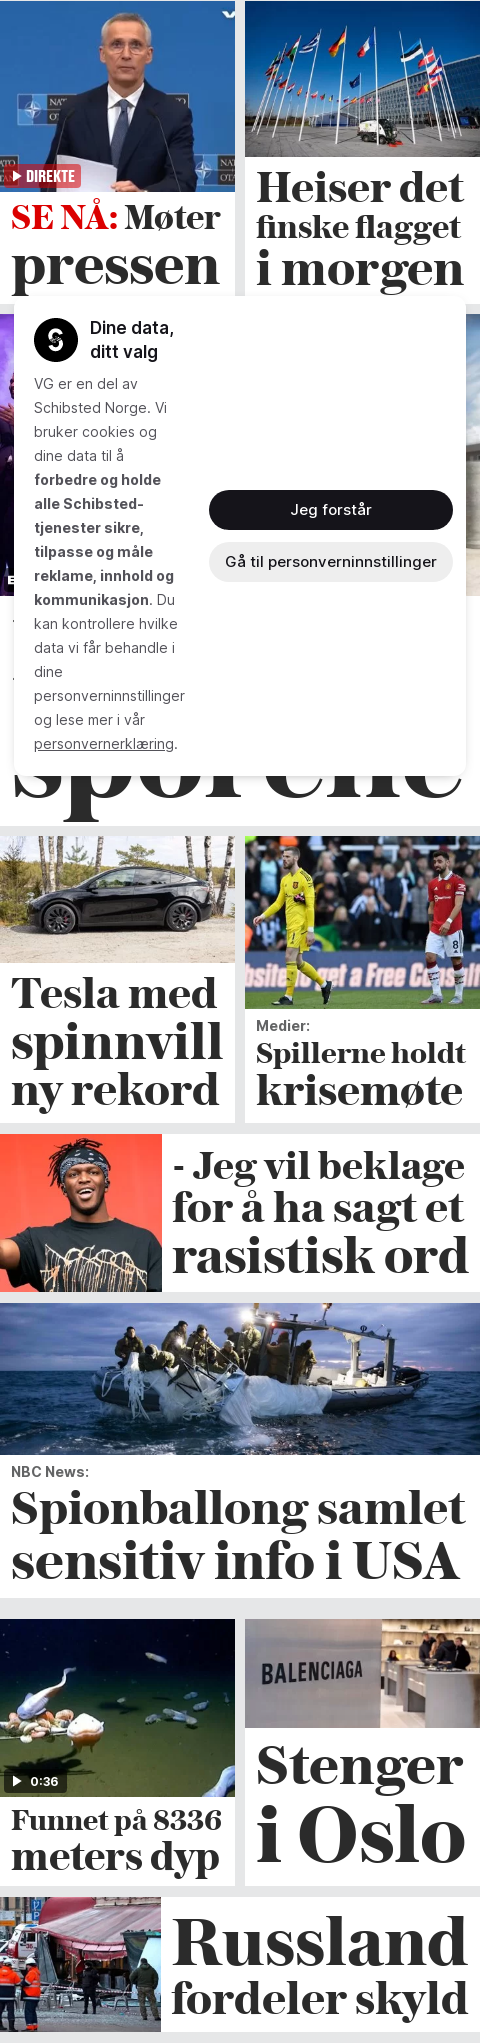 NATO
OTAN
DIREKTE
SE NÅ: Møter
pressen
Heiser det
finske flagget
i morgen
Dine data,
ditt valg
VG er en del av
Schibsted Norge. Vi
bruker cookies og
dine data til å
forbedre og holde
alle Schibsted-
tjenester sikre,
tilpasse og måle
reklame, innhold og
kommunikasjon. Du
kan kontrollere hvilke
data vi får behandle i
dine
personverninnstillinger
og lese mer i vår
personvernerklæring.
Jeg forstår
Gå til personverninnstillinger
sporene
Tesla med
spinnvill
ny rekord
8
Medier:
Spillerne holdt
krisemøte
- Jeg vil beklage
for å ha sagt et
rasistisk ord
NBC News:
Spionballong samlet
sensitiv info i USA
0:36
Funnet på 8336
meters dyp
BALENCIAGA
Stenger
i Oslo
Russland
fordeler skyld